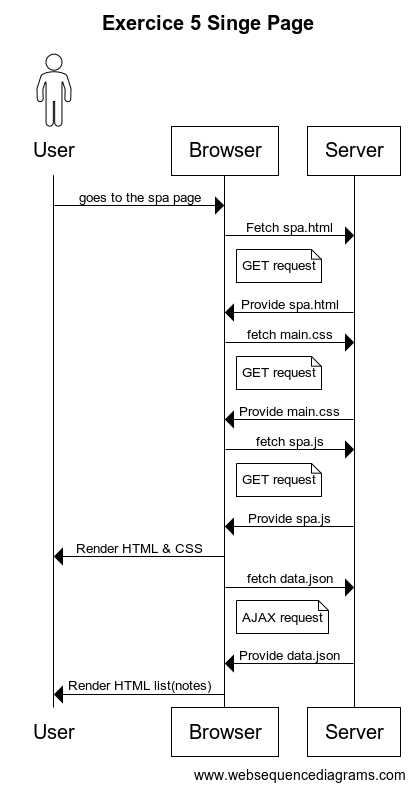 Exercice 5 Singe Page
User
Browser
Server
goes to the spa page
Fetch spa.html
GET request
Provide spa.html
fetch main.css
GET request
Provide main.css
fetch spa.js
GET request
Provide spa.js
Render HTML & CSS
fetch data.json
AJAX request
Provide data.json
Render HTML list(notes)
User
Browser
Server
www.websequencediagrams.com